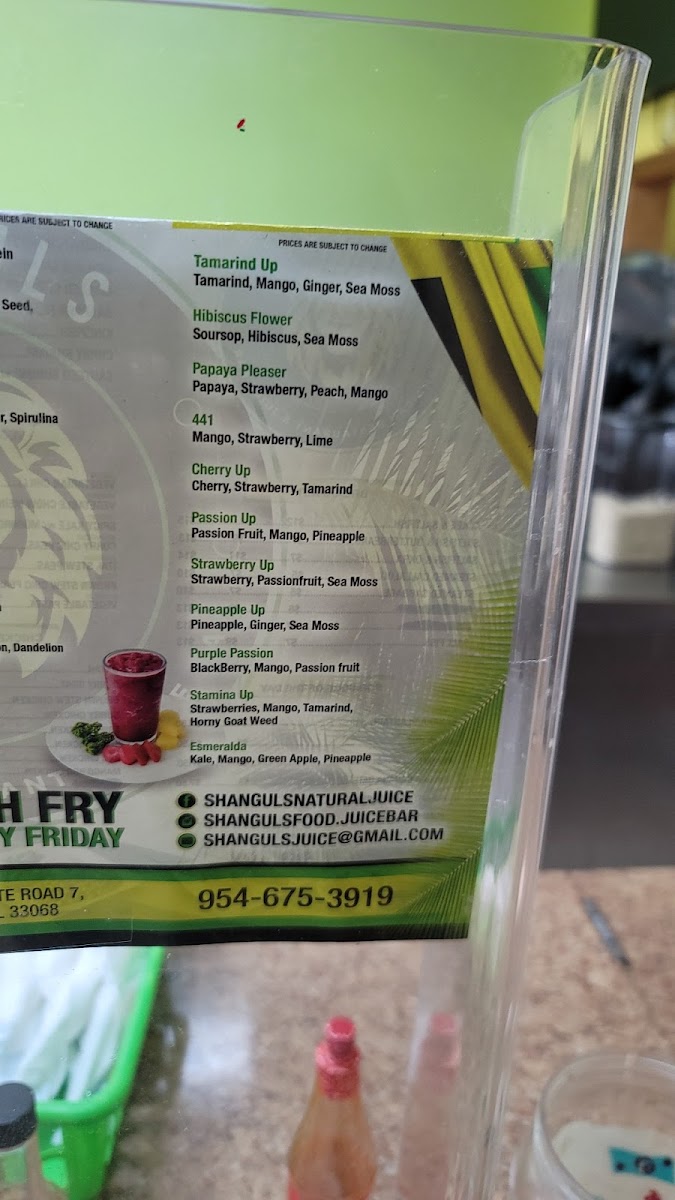 PRICES ARE SUBJECT TO CHANGE
Seed,
Spirulina
Dandelion
H FRY
Y FRIDAY
TE ROAD 7,
L 33068
PRICES ARE SUBJECT TO CHANGE
Tamarind Up
Tamarind, Mango, Ginger, Sea Moss
Hibiscus Flower
Soursop, Hibiscus, Sea Moss
Papaya Pleaser
Papaya, Strawberry, Peach, Mango
441
Mango, Strawberry, Lime
Cherry Up
Cherry, Strawberry, Tamarind
Passion Up
Passion Fruit, Mango, Pineapple
Strawberry Up
Strawberry, Passionfruit, Sea Moss
Pineapple Up
Pineapple, Ginger, Sea Moss
Purple Passion
BlackBerry, Mango, Passion fruit
Stamina Up
Strawberries, Mango, Tamarind,
Horny Goat Weed
Esmeralda
Kale, Mango, Green Apple, Pineapple
SHANGULSNATURALJUICE
SHANGULSFOOD.JUICEBAR
SHANGULSJUICE@GMAIL.COM
954-675-3919